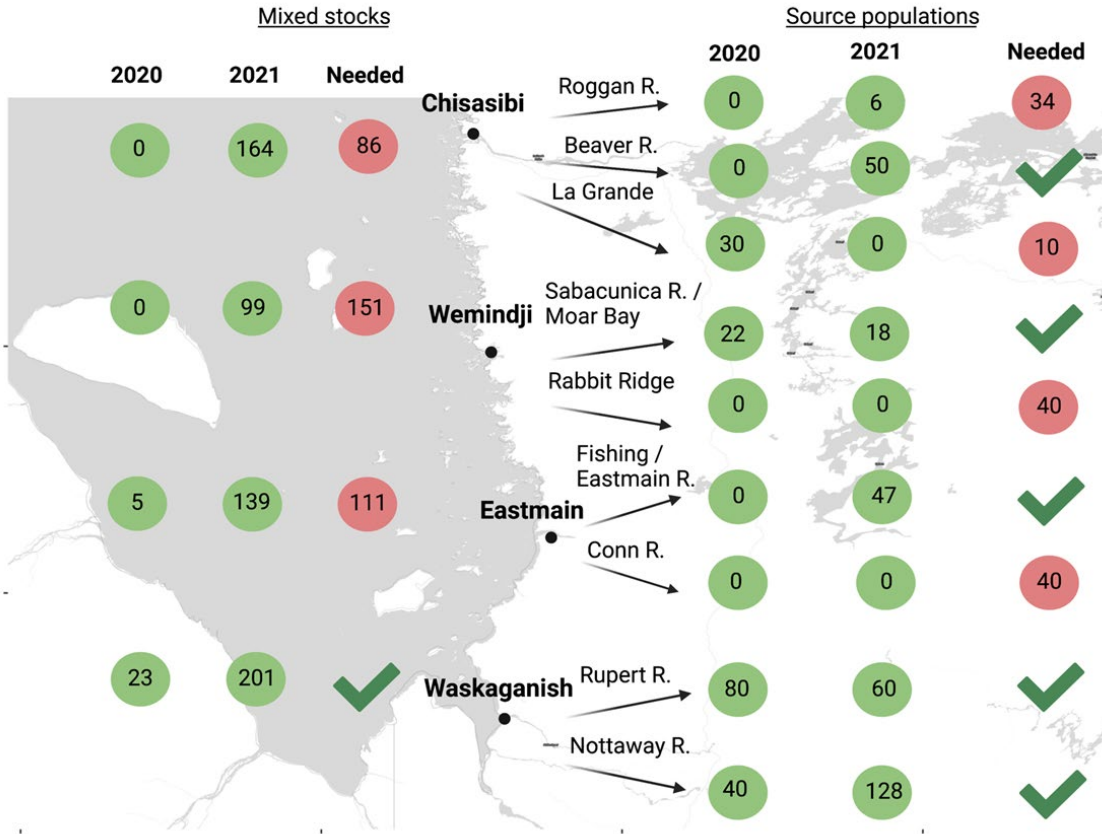 Mixed stocks
Source populations
2020 2021 Needed
2020 2021 Needed
Chisasibi
Roggan R.
0 6 34
0 164 86
Beaver R.
0 50
La Grande
30 0 10
0 99 151
Wemindji
Sabacunica R. /
Moar Bay
22 18
Rabbit Ridge
0 0 40
5 139 111
Eastmain
Fishing /
Eastmain R.
0 47
Conn R.
0 0 40
23 201
Waskaganish
Rupert R.
80 60
Nottaway R.
40 128